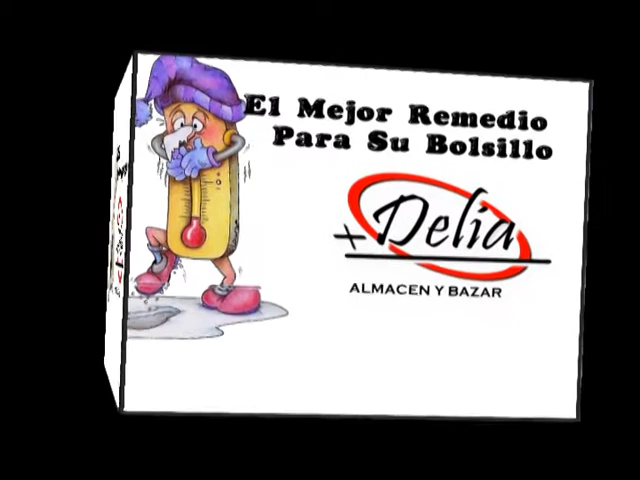 El Mejor Remedio
Para Su Bolsillo
+ Delia
ALMACEN Y BAZAR